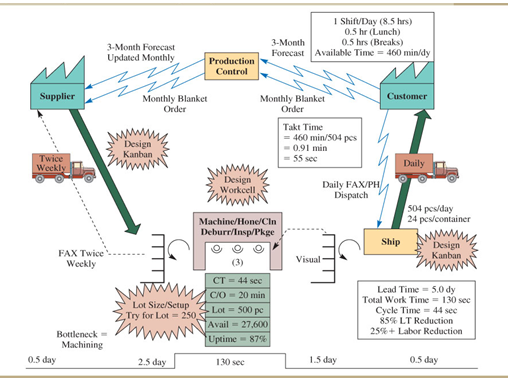 1 Shift/Day (8.5 hrs)
0.5 hr (Lunch)
0.5 hrs (Breaks)
Available Time = 460 min/dy
3-Month Forecast
Updated Monthly
Production
Control
3-Month
Forecast
Supplier
Monthly Blanket
Order
Monthly Blanket
Order
Customer
Takt Time
= 460 min/504 pcs
= 0.91 min
= 55 sec
Design
Kanban
Twice
Weekly
Design
Workcell
Daily
Daily FAX/PH
Dispatch
504 pcs/day
24 pcs/container
Machine/Hone/Cln
Deburr/Insp/Pkge
(3)
FAX Twice
Weekly
Visual
Ship
Design
Kanban
CT = 44 sec
C/O = 20 min
Lot = 500 pc
Avail = 27,600
Uptime = 87%
Lot Size/Setup
Try for Lot = 250
Lead Time = 5.0 dy
Total Work Time = 130 sec
Cycle Time = 44 sec
85% LT Reduction
25%+ Labor Reduction
Bottleneck =
Machining
0.5 day
2.5 day
130 sec
1.5 day
0.5 day